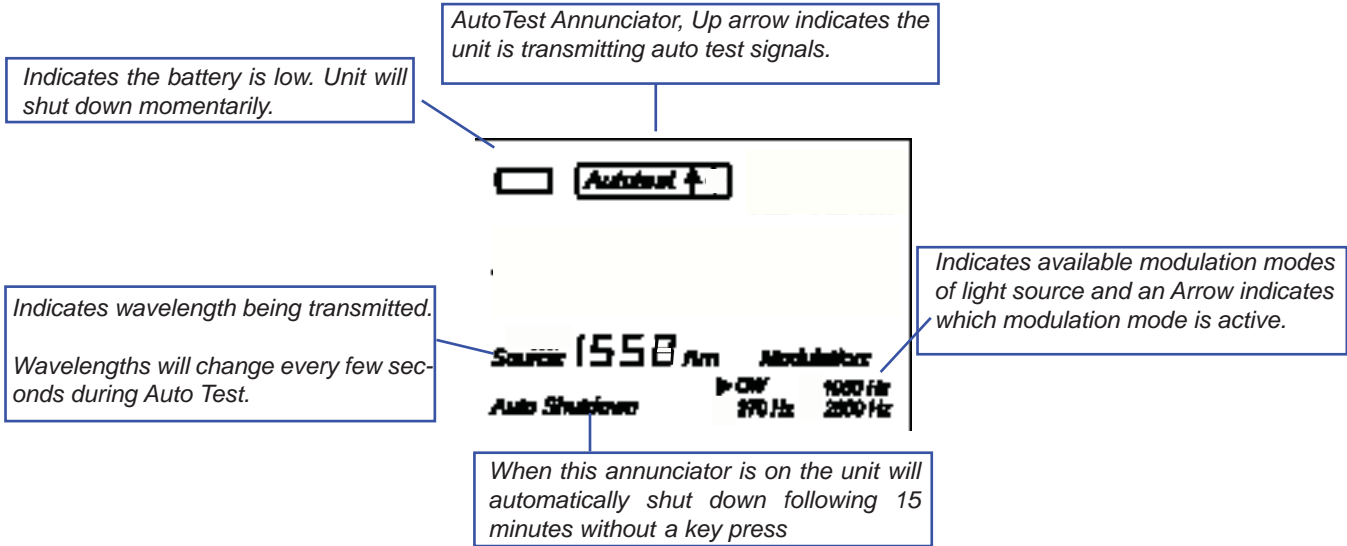 AutoTest Annunciator, Up arrow indicates the
unit is transmitting auto test signals.
Indicates the battery is low. Unit will
shut down momentarily.
Autotest
Indicates available modulation modes
of light source and an Arrow indicates
which modulation mode is active.
Indicates wavelength being transmitted.
Wavelengths will change every few sec-
onds during Auto Test.
Source 1550 nm Modulation:
CW
270 Hz
Auto Shutdown
When this annunciator is on the unit will
automatically shut down following 15
minutes without a key press